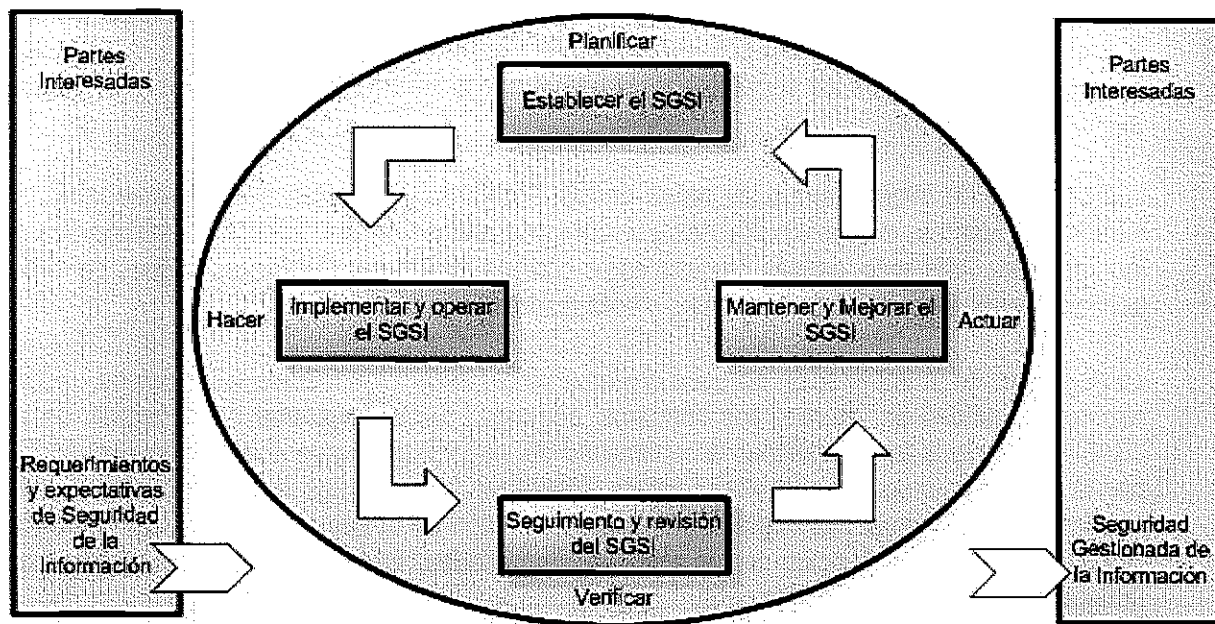 Partes
Interesadas
Requerimientos
y expectativas
de Seguridad
de la
Información
Planificar
Establecer el SGSI
Hacer
Implementar y operar
el SGSI
Mantener y Mejorar el
SGSI
Actuar
Seguimiento y revisión
del SGSI
Verificar
Partes
Interesadas
Seguridad
Gestionada de
la Información